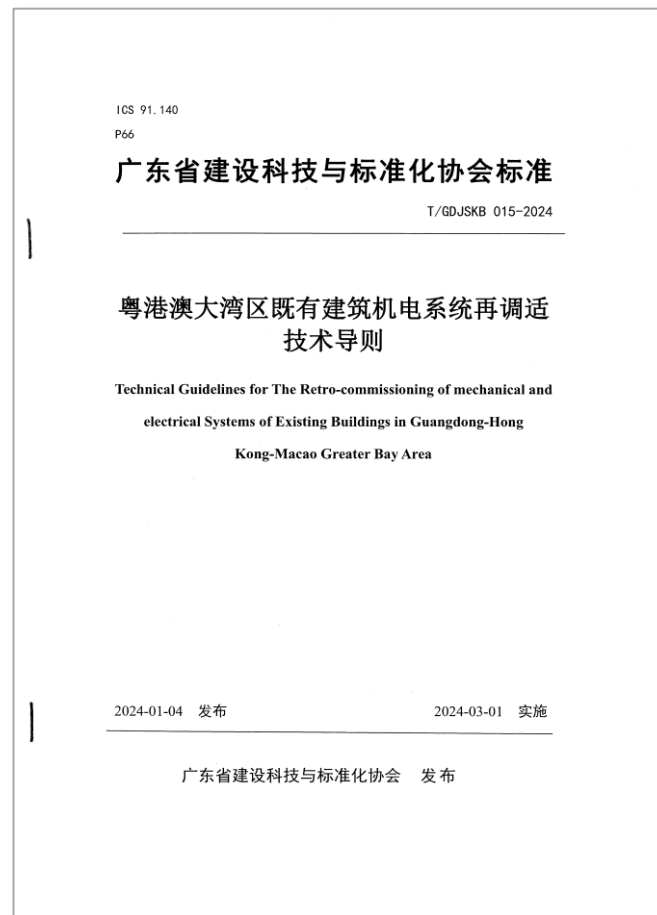 ICS 91.140
P66
广东省建设科技与标准化协会标准
T/GDJSKB 015-2024
粤港澳大湾区既有建筑机电系统再调适
技术导则
Technical Guidelines for The Retro-commissioning of mechanical and
electrical Systems of Existing Buildings in Guangdong-Hong
Kong-Macao Greater Bay Area
2024-01-04 发布 2024-03-01 实施
广东省建设科技与标准化协会 发布